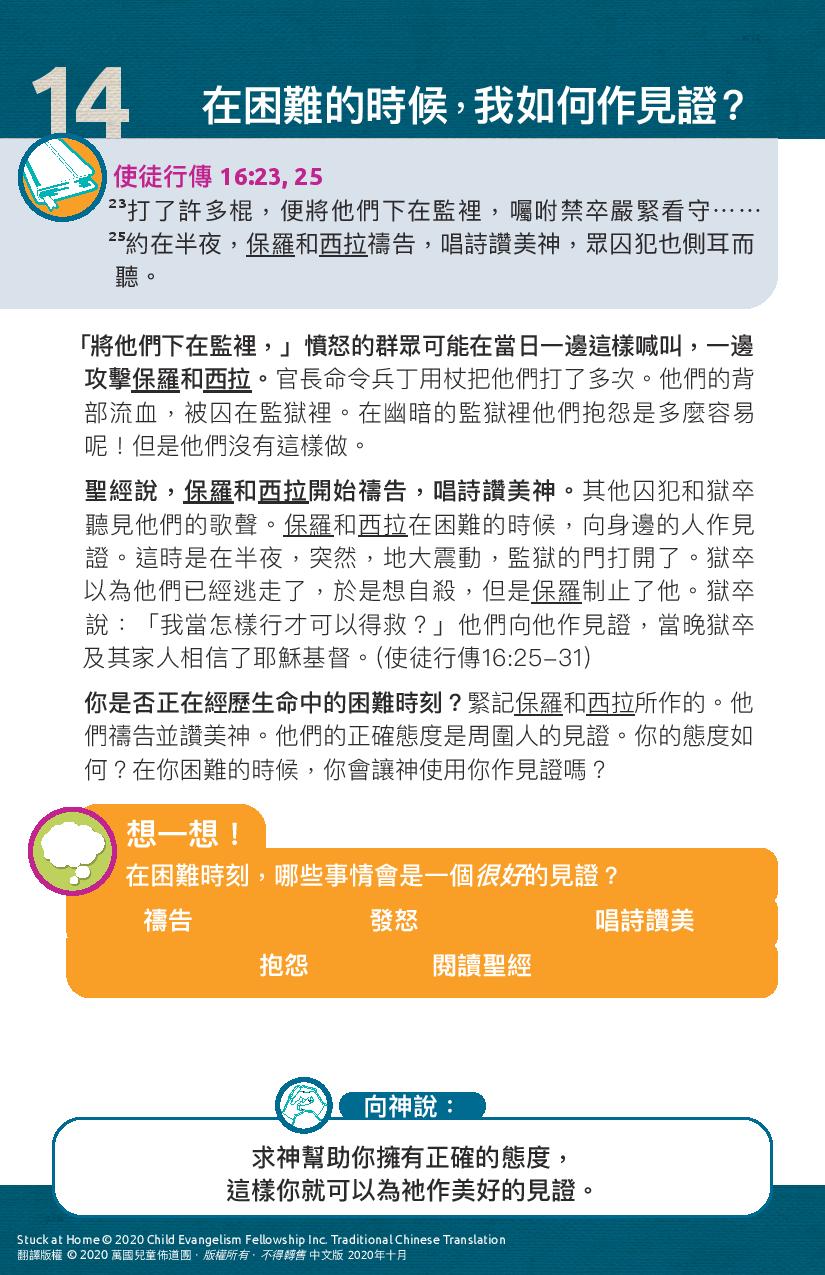 14
在困難的時候，我如何作見證？
使徒行傳 16:23, 25
23打了許多棍，便將他們下在監裡，囑咐禁卒嚴緊看守⋯⋯
25約在半夜，保羅和西拉禱告，唱詩讚美神，眾囚犯也側耳而
聽。
「將他們下在監裡，」憤怒的群眾可能在當日一邊這樣喊叫，一邊
攻擊保羅和西拉。官長命令兵丁用杖把他們打了多次。他們的背
部流血，被囚在監獄裡。在幽暗的監獄裡他們抱怨是多麼容易
呢！但是他們沒有這樣做。
聖經說，保羅和西拉開始禱告，唱詩讚美神。其他囚犯和獄卒
聽見他們的歌聲。保羅和西拉在困難的時候，向身邊的人作見
證。這時是在半夜，突然，地大震動，監獄的門打開了。獄卒
以為他們已經逃走了，於是想自殺，但是保羅制止了他。獄卒
說：「我當怎樣行才可以得救？」他們向他作見證，當晚獄卒
及其家人相信了耶穌基督。(使徒行傳16:25–31)
你是否正在經歷生命中的困難時刻？緊記保羅和西拉所作的。他
們禱告並讚美神。他們的正確態度是周圍人的見證。你的態度如
何？在你困難的時候，你會讓神使用你作見證嗎？
想一想！
在困難時刻，哪些事情會是一個很好的見證？
禱告 發怒 唱詩讚美
抱怨 閱讀聖經
向神說：
求神幫助你擁有正確的態度，
這樣你就可以為祂作美好的見證。
Stuck at Home © 2020 Child Evangelism Fellowship Inc. Traditional Chinese Translation
翻譯版權 © 2020 萬國兒童佈道團．版權所有．不得轉售 中文版 2020年十月